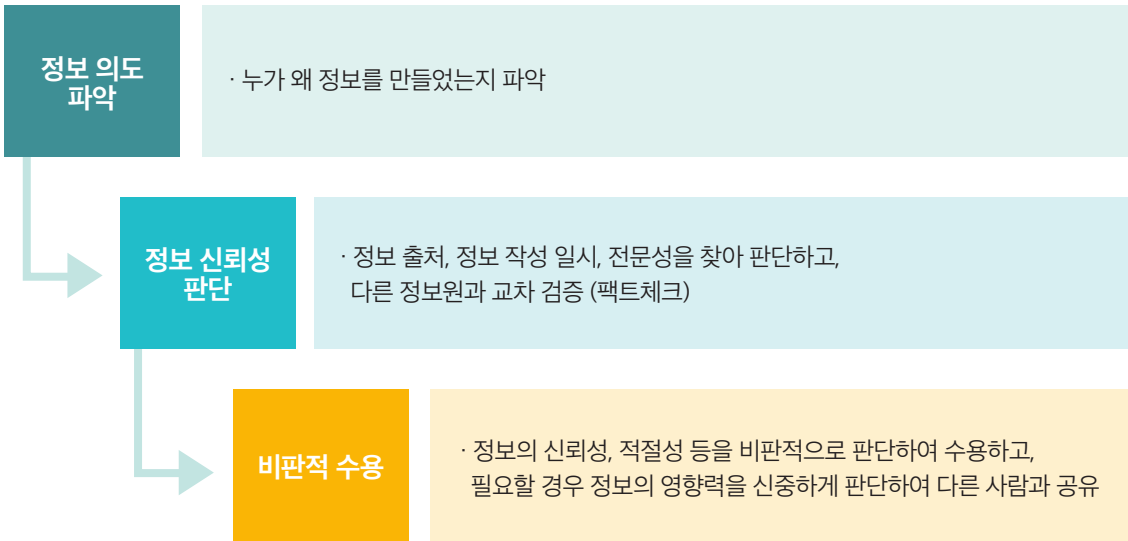 정보 의도
파악
· 누가 왜 정보를 만들었는지 파악
정보 신뢰성
판단
· 정보 출처, 정보 작성 일시, 전문성을 찾아 판단하고,
다른 정보원과 교차 검증 (팩트체크)
비판적 수용
· 정보의 신뢰성, 적절성 등을 비판적으로 판단하여 수용하고,
필요할 경우 정보의 영향력을 신중하게 판단하여 다른 사람과 공유